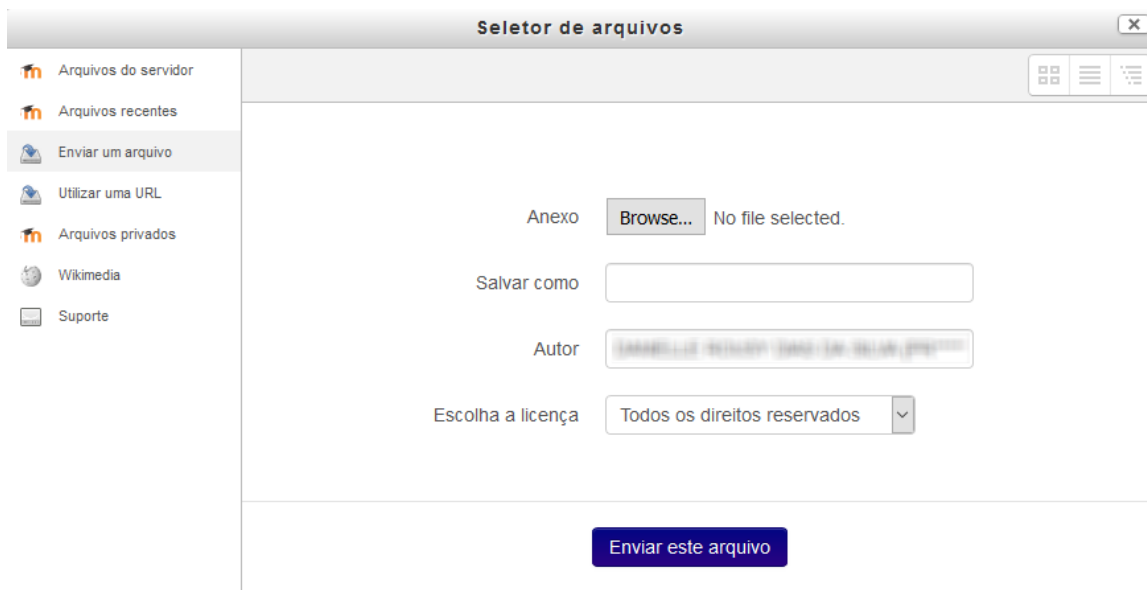 Seletor de arquivos
Arquivos do servidor
Arquivos recentes
Enviar um arquivo
Utilizar uma URL
Arquivos privados
Wikimedia
Suporte
Anexo Browse... No file selected.
Salvar como
Autor
Escolha a licença Todos os direitos reservados
Enviar este arquivo